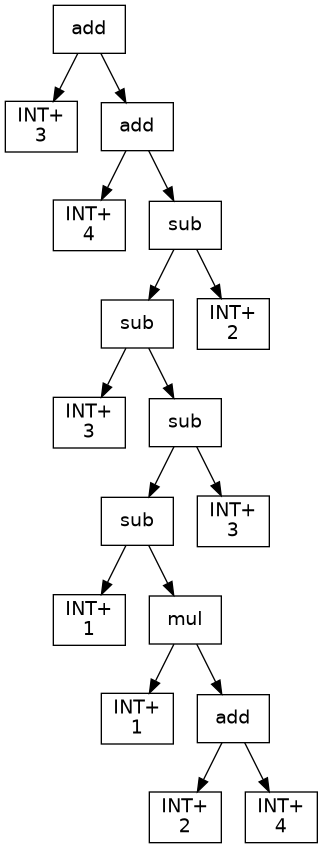 add
INT+
3
add
INT+
4
sub
sub
INT+
2
INT+
3
sub
sub
INT+
3
INT+
1
mul
INT+
1
add
INT+
2
INT+
4